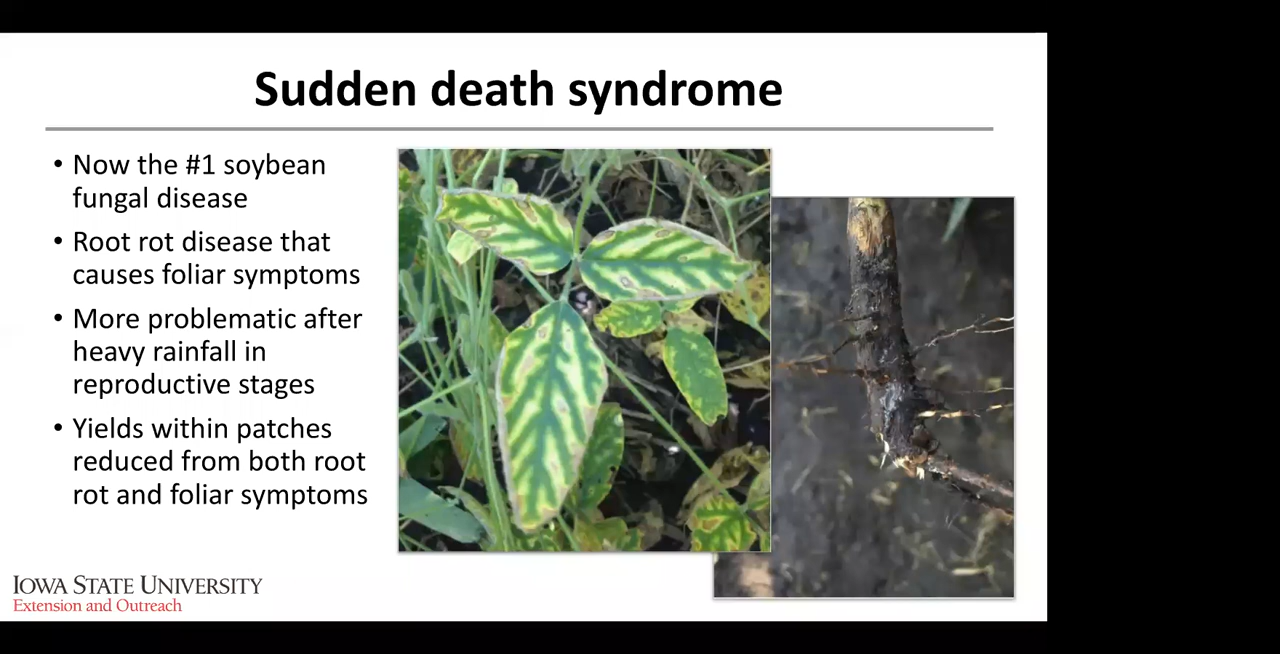 Sudden death syndrome
• Now the #1 soybean
fungal disease
• Root rot disease that
causes foliar symptoms
• More problematic after
heavy rainfall in
reproductive stages
• Yields within patches
reduced from both root
rot and foliar symptoms
IOWA STATE UNIVERSITY
Extension and Outreach